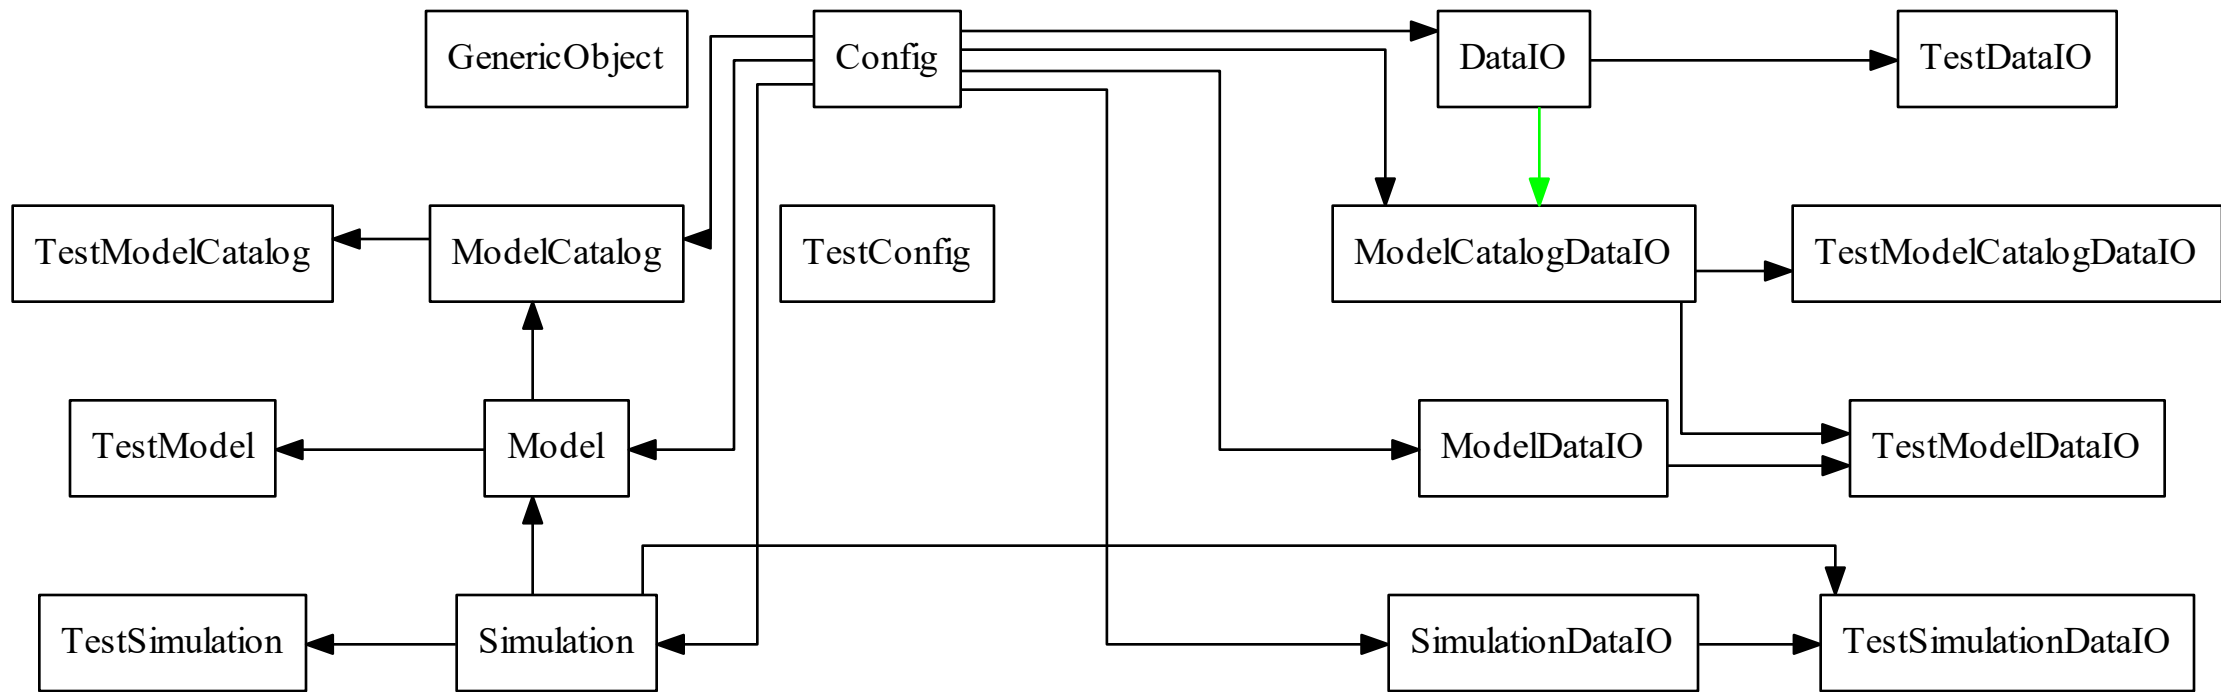 GenericObject
Config
DataIO
TestDataIO
TestModelCatalog
ModelCatalog
TestConfig
ModelCatalogDataIO
TestModelCatalogDataIO
TestModel
Model
ModelDataIO
TestModelDataIO
TestSimulation
Simulation
SimulationDataIO
TestSimulationDataIO